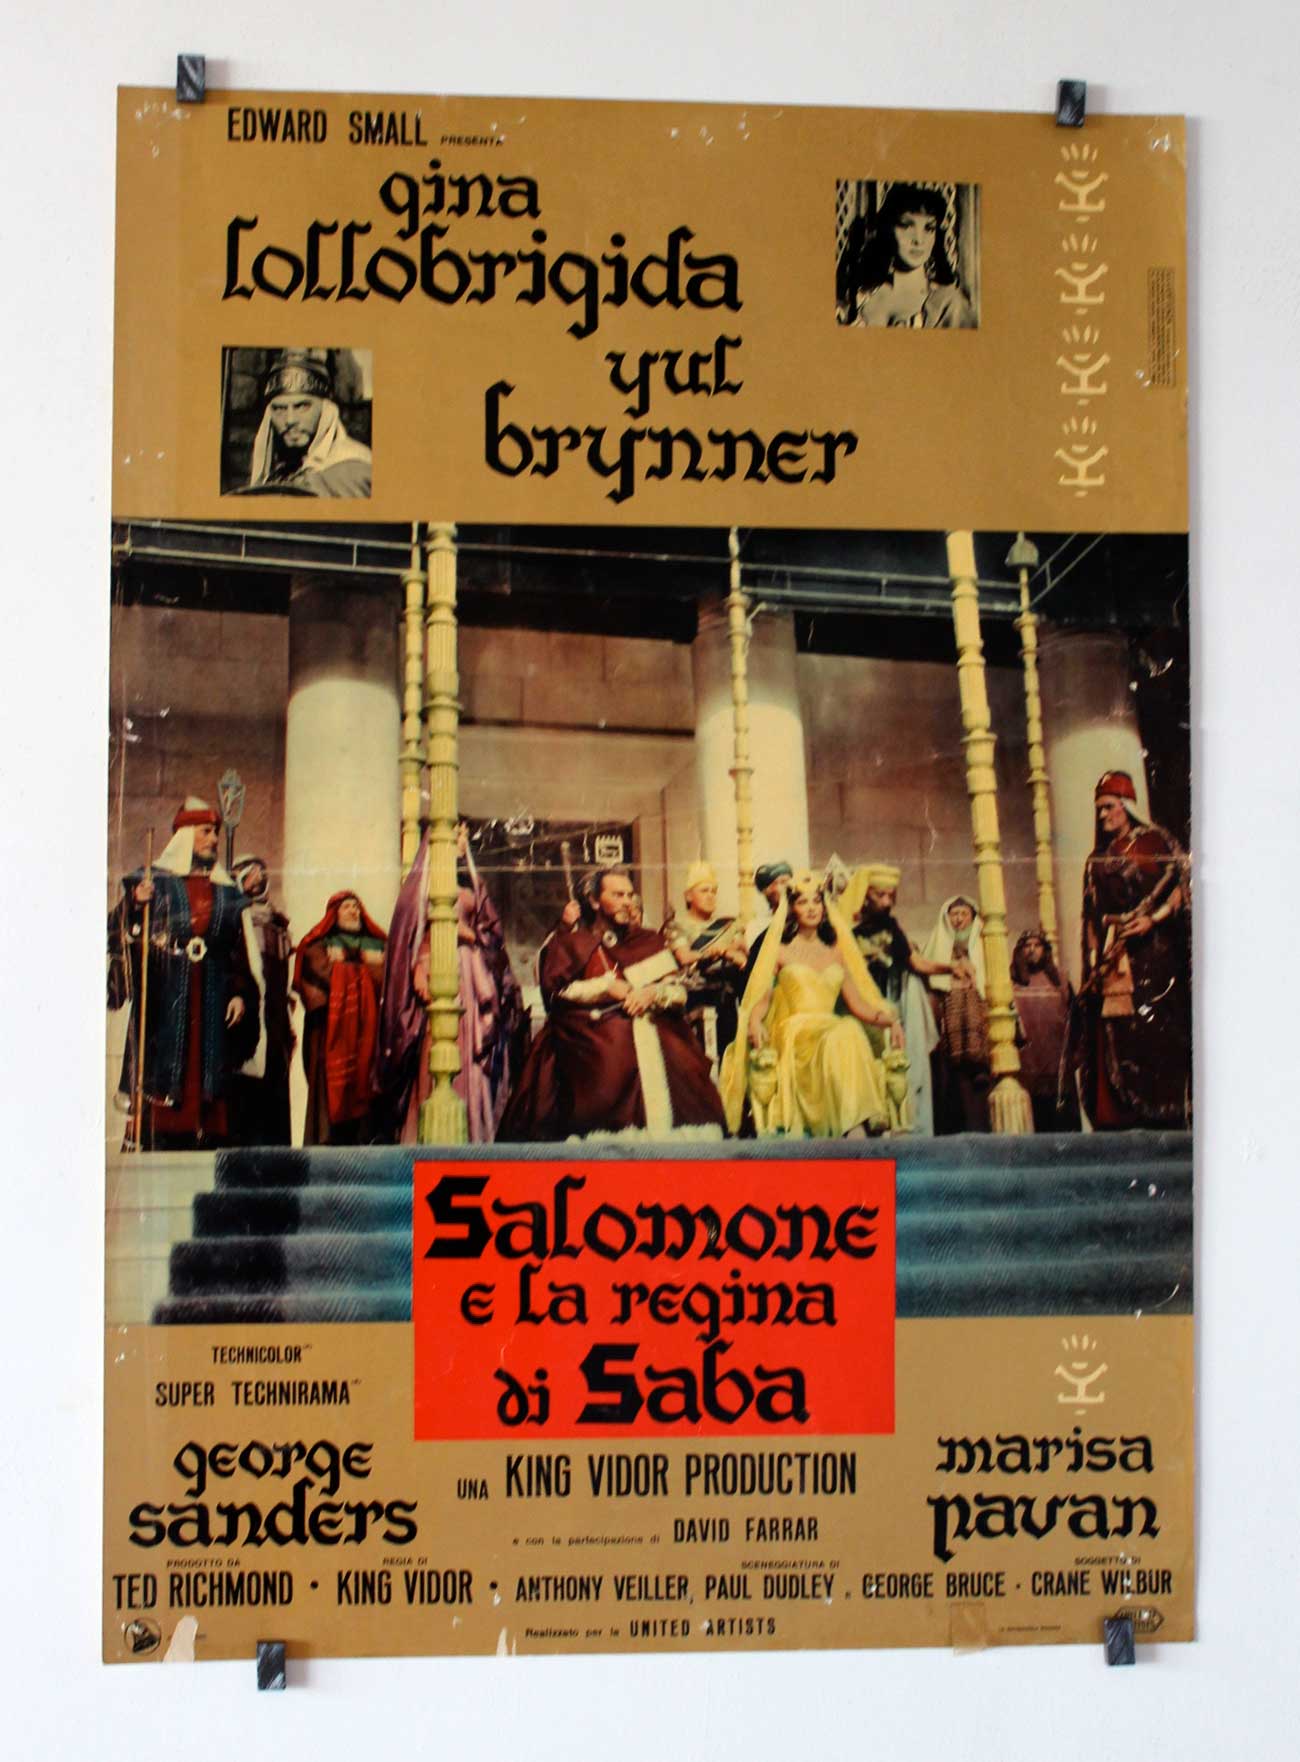 EDWARD SMALL PRESENTA
gina
lollobrigida
yul
brynner
Salomone
e la regina
di Saba
TECHNICOLOR
SUPER TECHNIRAMA
george
sanders
UNA KING VIDOR PRODUCTION
e con la partecipazione di DAVID FARRAR
marisa
pavan
PRODOTTO DA
TED RICHMOND •
REGIA DI
KING VIDOR •
SCENEGGIATURA DI
ANTHONY VEILLER, PAUL DUDLEY . GEORGE BRUCE •
SOGGETTO DI
CRANE WILBUR
Realizzato per la UNITED ARTISTS